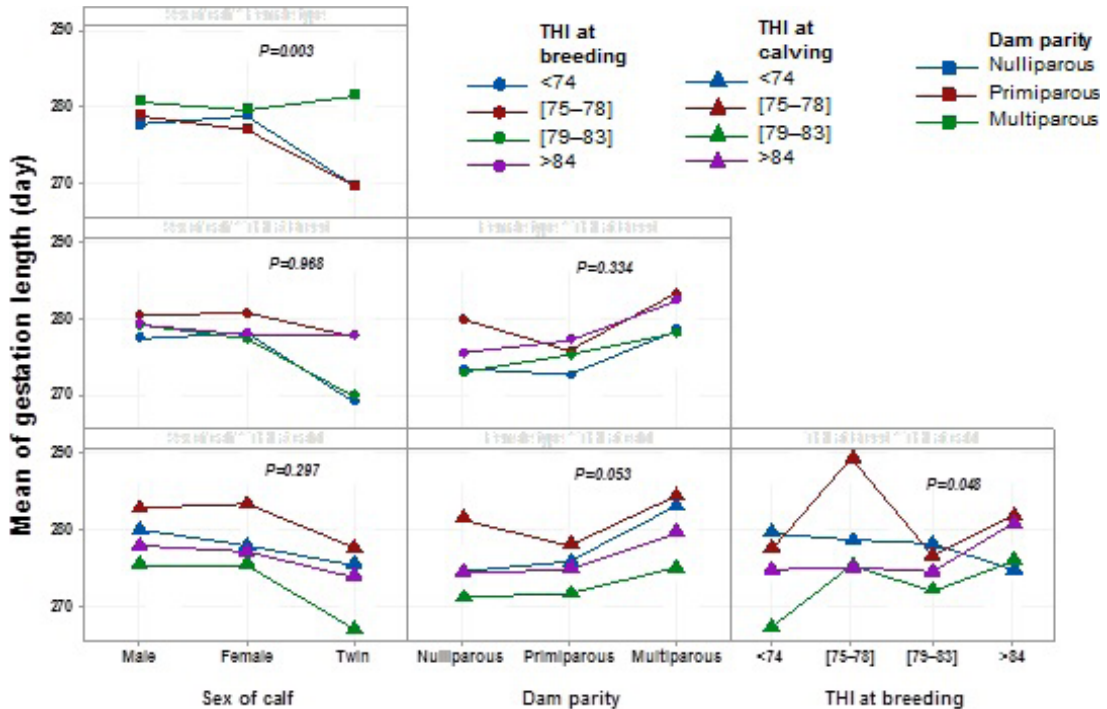 290
280
270
P=0.003
THI at
breeding
<74
[75–78]
[79–83]
>84
THI at
calving
<74
[75–78]
[79–83]
>84
Dam parity
Nulliparous
Primiparous
Multiparous
Mean of gestation length (day)
290
280
270
P=0.968
P=0.334
290
280
270
P=0.297
P=0.053
P=0.048
Male Female Twin
Nulliparous Primiparous Multiparous
<74 [75–78] [79–83] >84
Sex of calf
Dam parity
THI at breeding